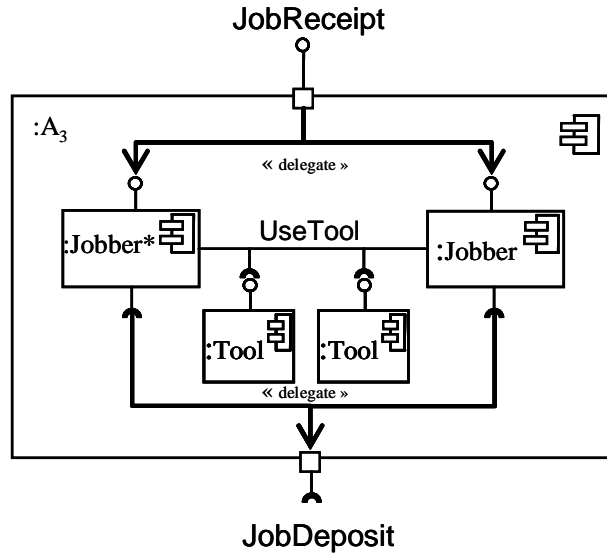 JobReceipt
:A3
« delegate »
:Jobber*
UseTool
:Jobber
:Tool
:Tool
« delegate »
JobDeposit